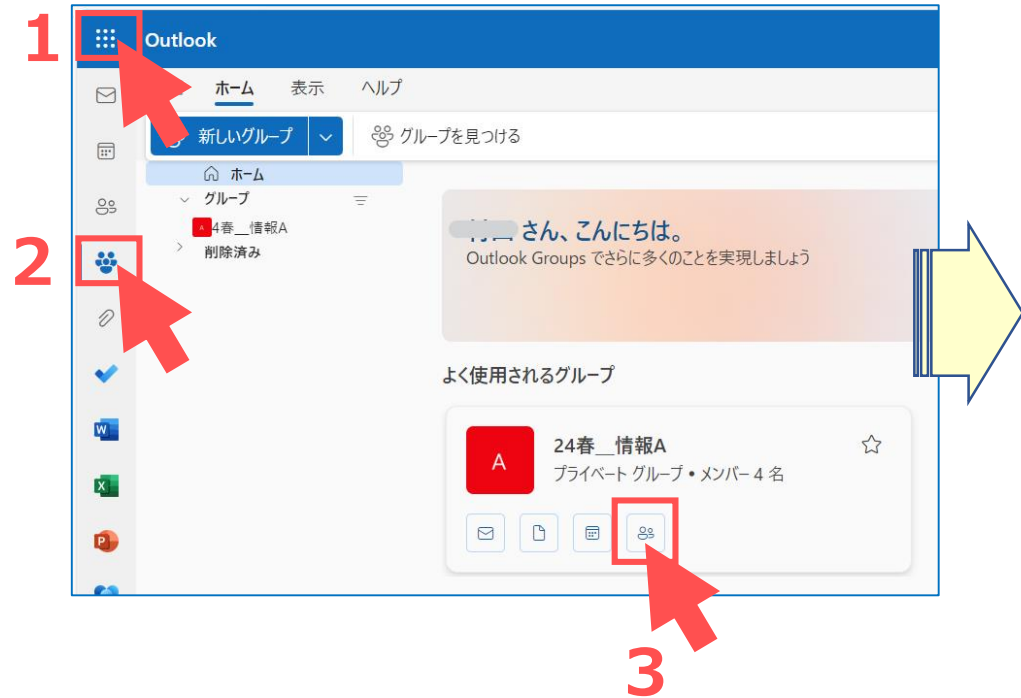 1
Outlook
ホーム 表示 ヘルプ
新しいグループ グループを見つける
ホーム
グループ
A 4春__情報A
削除済み
さん、こんにちは。
Outlook Groups でさらに多くのことを実現しましょう
2
よく使用されるグループ
W
A
24春__情報A
プライベート グループ • メンバー 4 名
X
P
3